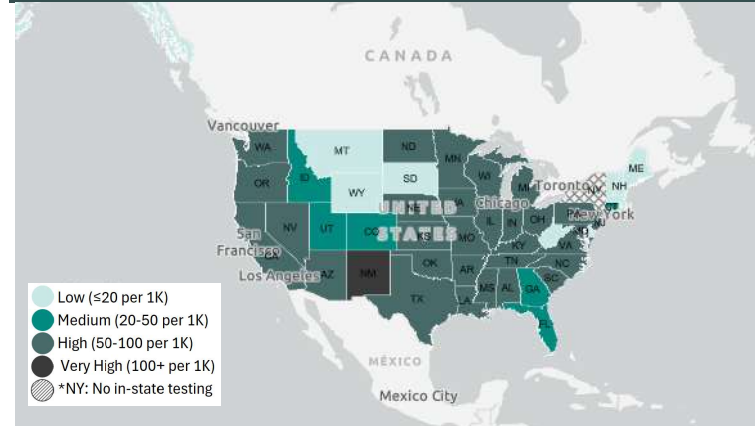 CANADA
Vancouver
WA
ND
MT
MN
ME
OR
ID
SD
WI
MI
Toronto
NY
NH
WY
Chicago
New York
NE
IA
UNITED
STATES
NV
UT
CO
IL
IN
OH
PA
NJ
San
Francisco
CA
KS
MO
KY
VA
Los Angeles
AZ
NM
OK
AR
TN
NC
SC
MS
AL
GA
TX
LA
FL
Low (≤20 per 1K)
Medium (20-50 per 1K)
High (50-100 per 1K)
Very High (100+ per 1K)
*NY: No in-state testing
MÉXICO
Mexico City